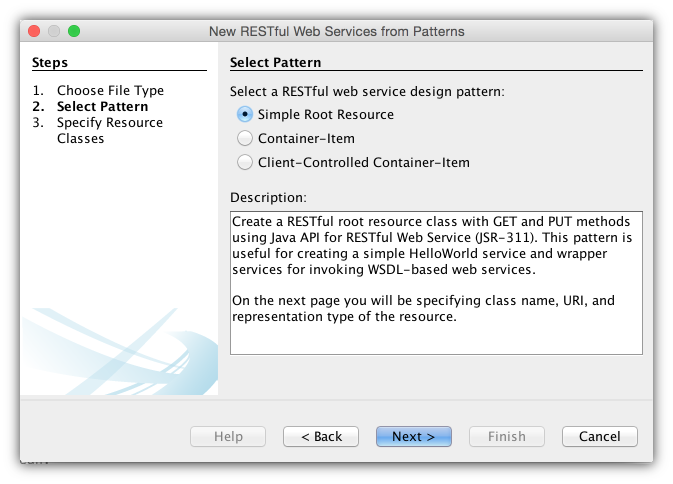 New RESTful Web Services from Patterns
Steps
1. Choose File Type
2. Select Pattern
3. Specify Resource
Classes
Select Pattern
Select a RESTful web service design pattern:
Simple Root Resource
Container-Item
Client-Controlled Container-Item
Description:
Create a RESTful root resource class with GET and PUT methods
using Java API for RESTful Web Service (JSR-311). This pattern is
useful for creating a simple HelloWorld service and wrapper
services for invoking WSDL-based web services.
On the next page you will be specifying class name, URI, and
representation type of the resource.
Help
< Back
Next >
Finish
Cancel